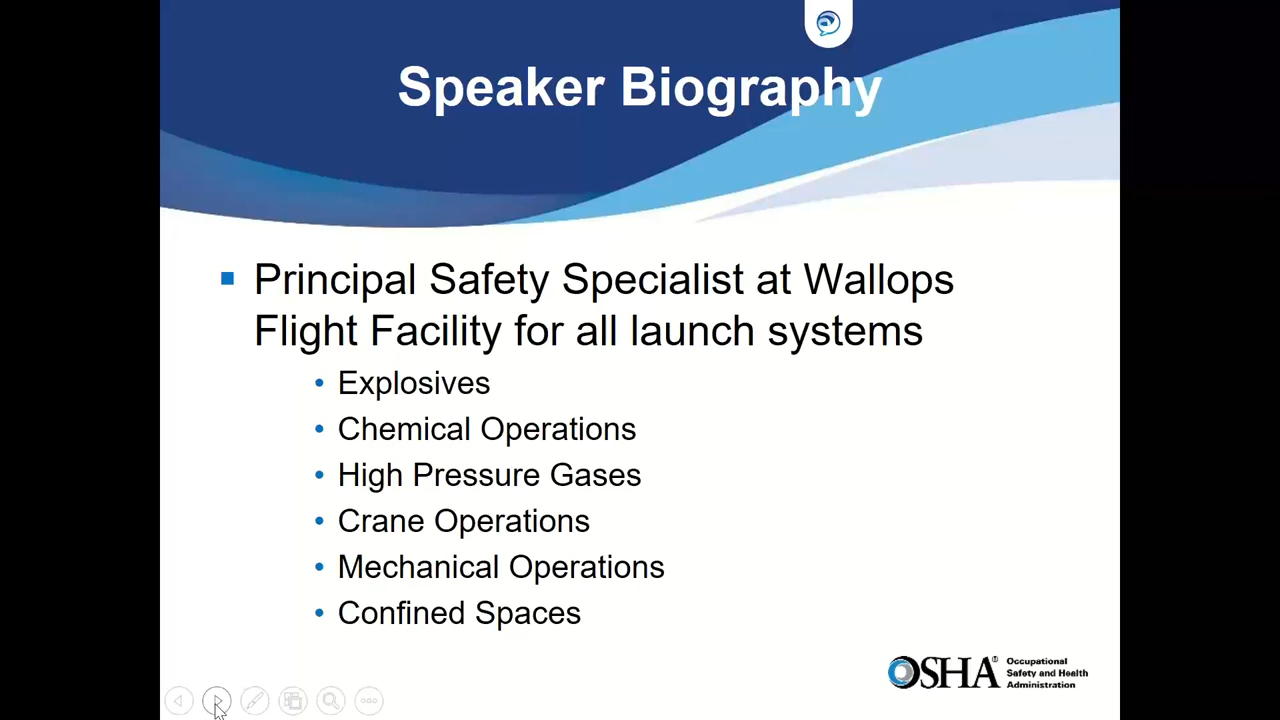 Speaker Biography
Principal Safety Specialist at Wallops
Flight Facility for all launch systems
Explosives
Chemical Operations
High Pressure Gases
Crane Operations
Mechanical Operations
Confined Spaces
OSHA®
Occupational
Safety and Health
Administration